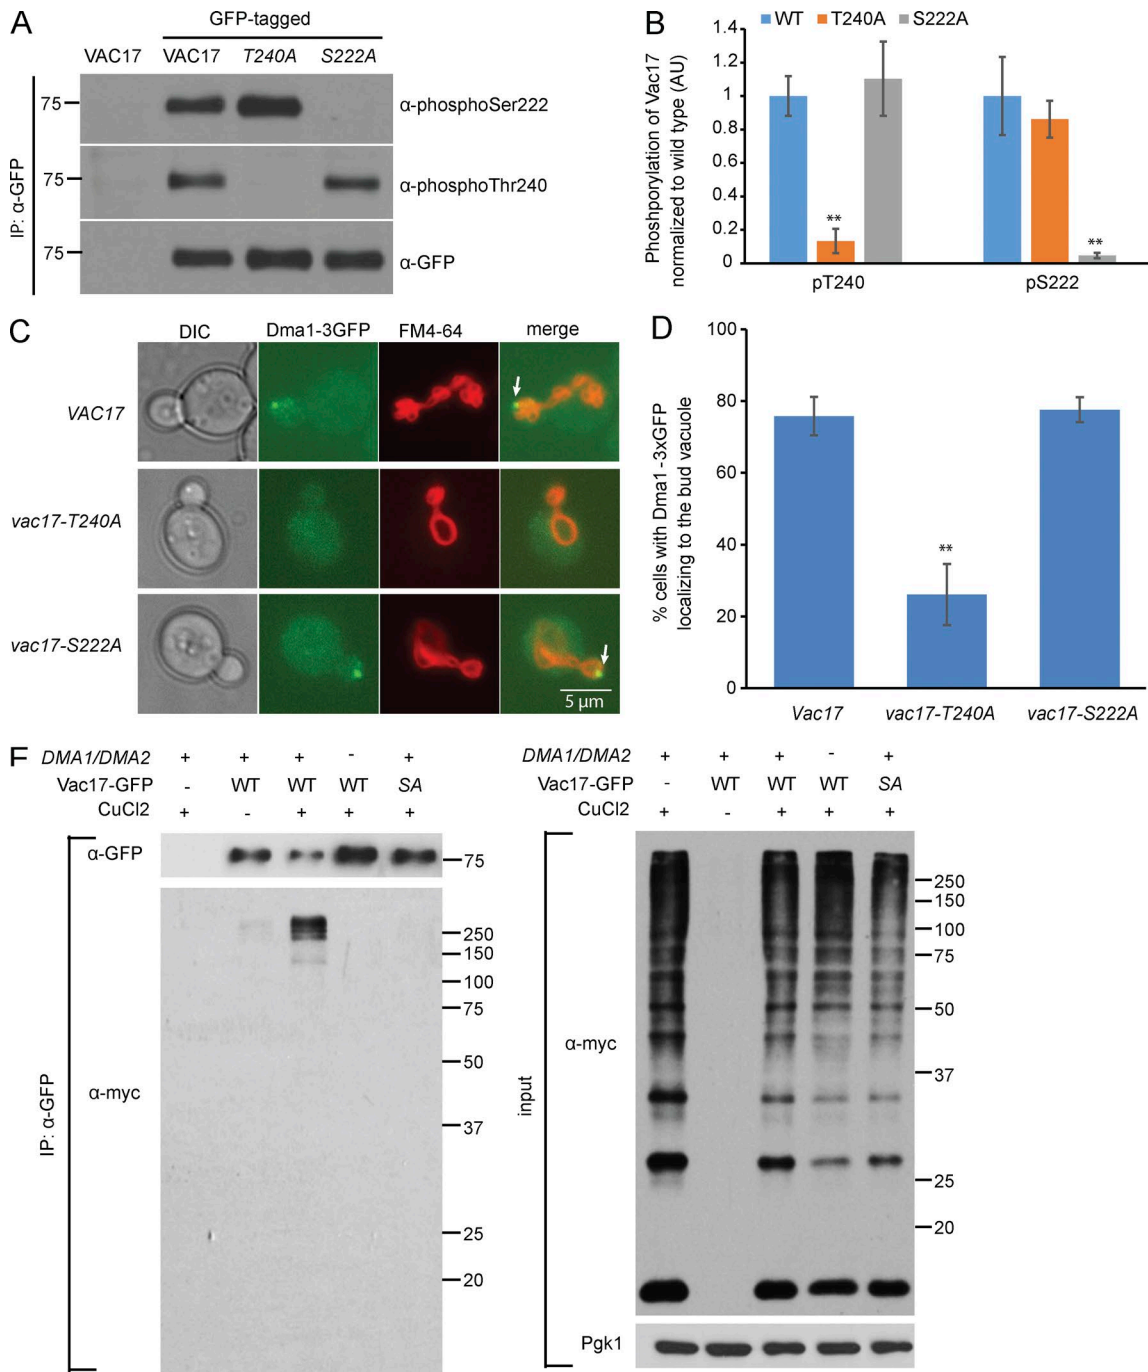 A
GFP-tagged
VAC17 VAC17 T240A S222A
IP: α-GFP
75
α-phosphoSer222
75
α-phosphoThr240
75
α-GFP
B
WT T240A S222A
Phoshporylation of Vac17
normalized to wild type (AU)
1.4
1.2
1
0.8
0.6
0.4
0.2
0
**
**
pT240 pS222
C
DIC Dma1-3GFP FM4-64 merge
VAC17
vac17-T240A
vac17-S222A
5 µm
D
% cells with Dma1-3xGFP
localizing to the bud vacuole
100
80
60
40
20
0
**
Vac17 vac17-T240A vac17-S222A
DMA1/DMA2 + + + - +
Vac17-GFP - WT WT WT SA
CuCl2 + - + + +
IP: α-GFP
α-GFP
75
α-myc
250
150
100
75
50
37
25
20
DMA1/DMA2 + + + - +
Vac17-GFP - WT WT WT SA
CuCl2 + - + + +
input
α-myc
250
150
100
75
50
37
25
20
Pgk1